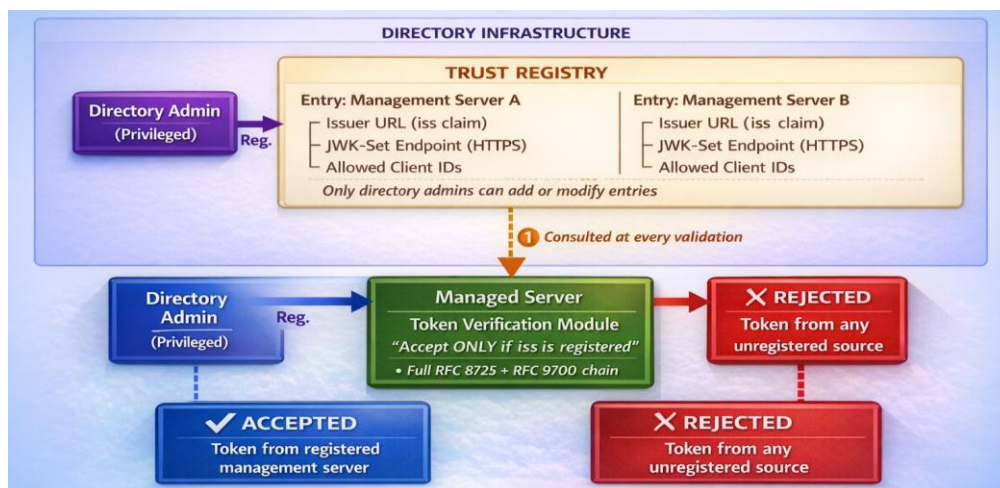 DIRECTORY INFRASTRUCTURE
TRUST REGISTRY
Directory Admin
(Privileged)
Reg.
Entry: Management Server A
Issuer URL (iss claim)
JWK-Set Endpoint (HTTPS)
Allowed Client IDs
Entry: Management Server B
Issuer URL (iss claim)
JWK-Set Endpoint (HTTPS)
Allowed Client IDs
Only directory admins can add or modify entries
1 Consulted at every validation
Directory
Admin
(Privileged)
Reg.
Managed Server
Token Verification Module
“Accept ONLY if iss is registered”
• Full RFC 8725 + RFC 9700 chain
✕ REJECTED
Token from any
unregistered source
✓ ACCEPTED
Token from registered
management server
✕ REJECTED
Token from any
unregistered source